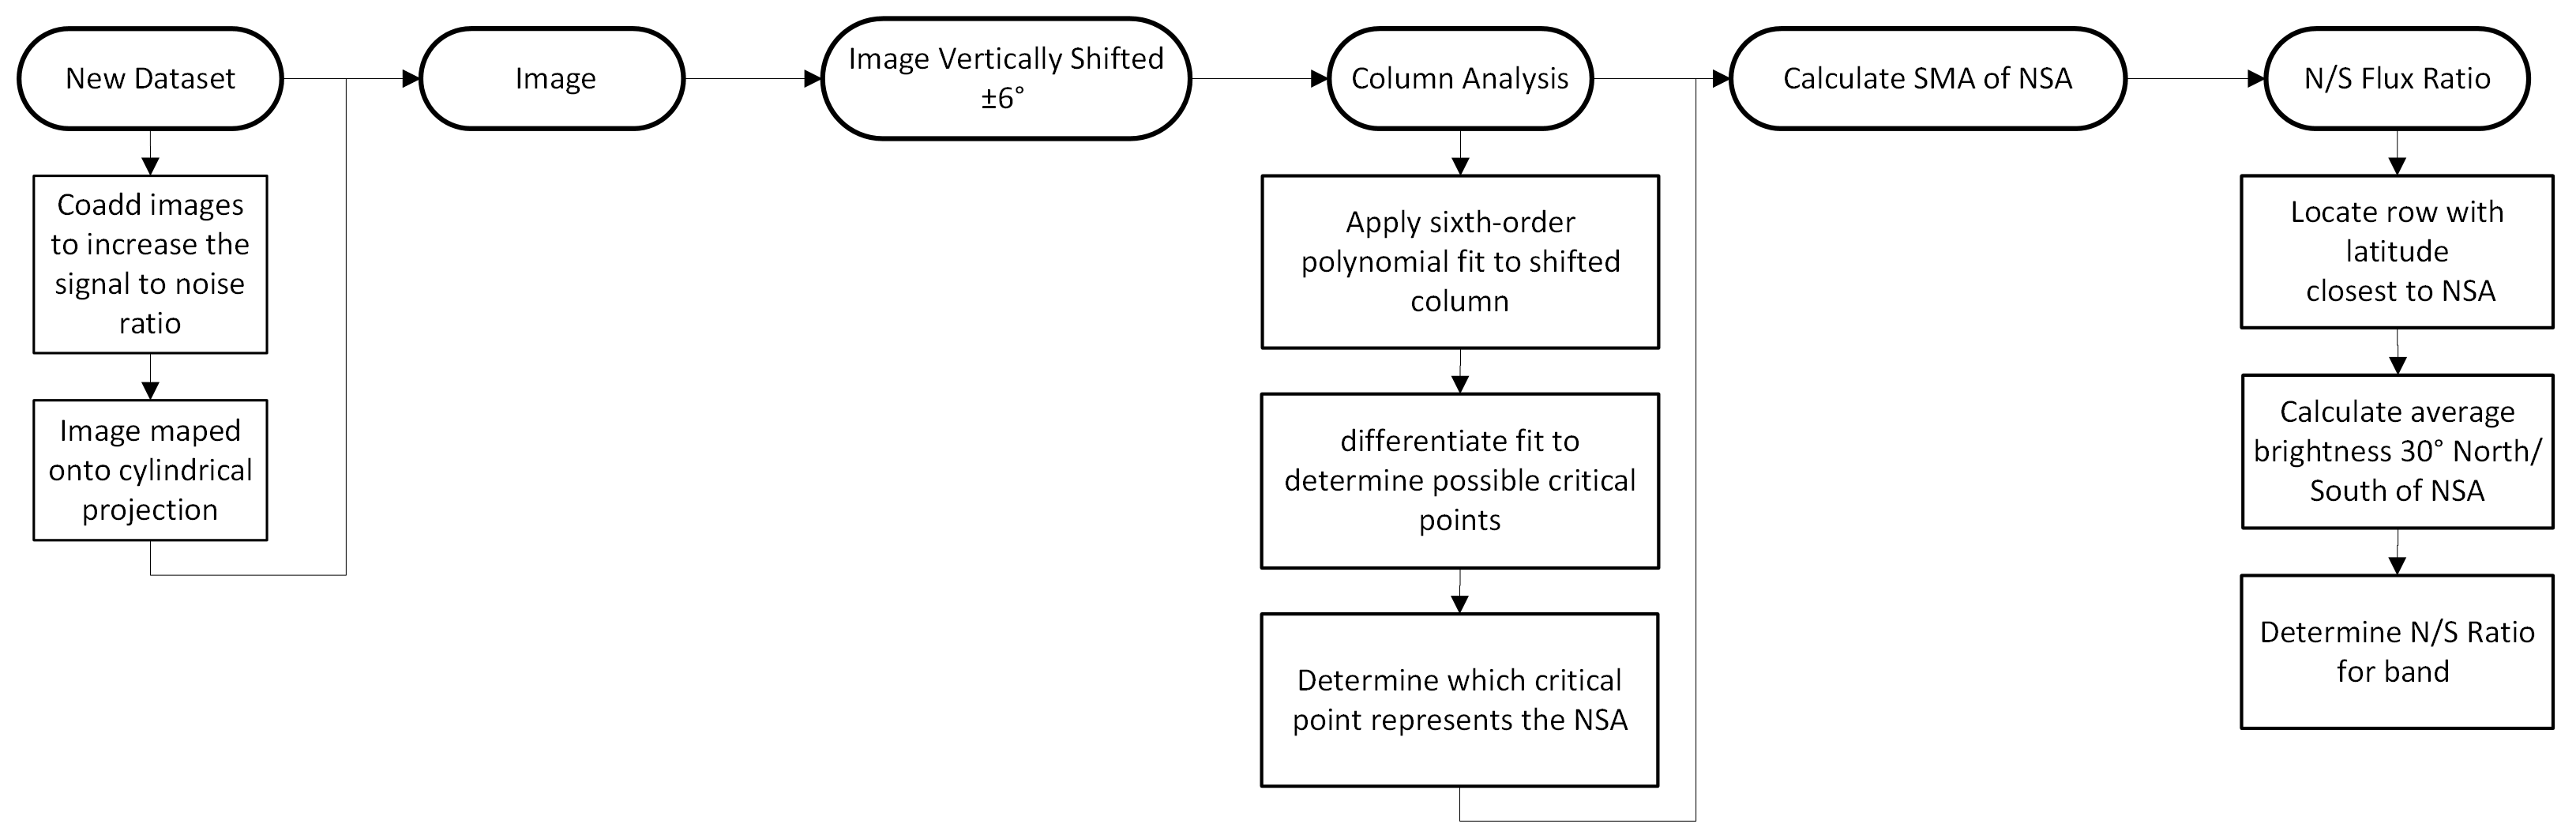 New Dataset
Image
Image Vertically Shifted
±6°
Column Analysis
Calculate SMA of NSA
N/S Flux Ratio
Coadd images
to increase the
signal to noise
ratio
Image maped
onto cylindrical
projection
Apply sixth-order
polynomial fit to shifted
column
differentiate fit to
determine possible critical
points
Determine which critical
point represents the NSA
Locate row with
latitude
closest to NSA
Calculate average
brightness 30° North/
South of NSA
Determine N/S Ratio
for band